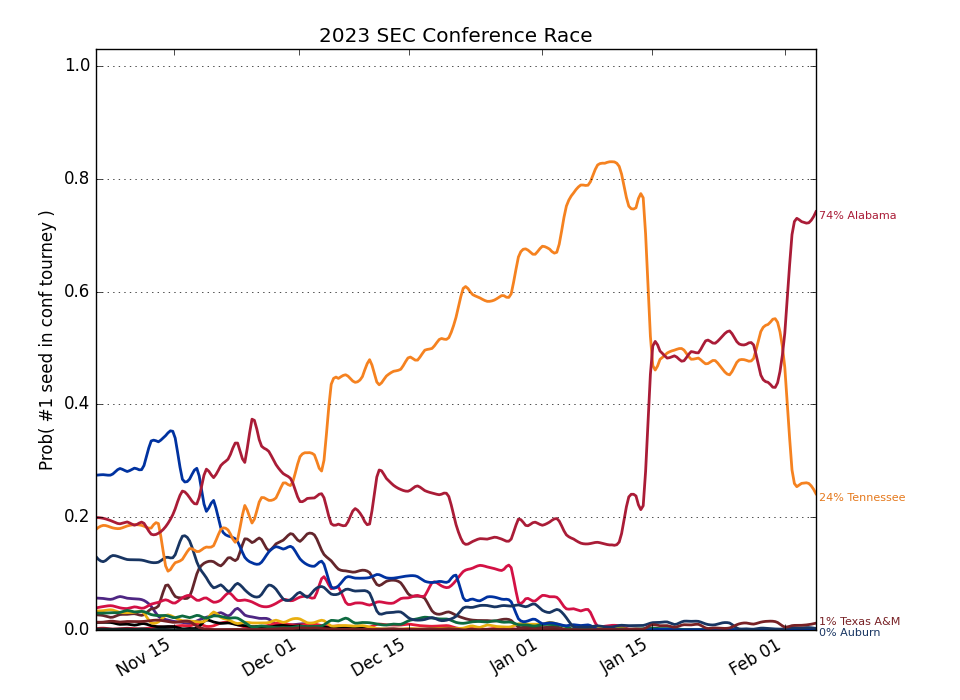 2023 SEC Conference Race
Prob( #1 seed in conf tourney )
1.0
0.8
0.6
0.4
0.2
0.0
74% Alabama
24% Tennessee
1% Texas A&M
0% Auburn
Nov 15
Dec 01
Dec 15
Jan 01
Jan 15
Feb 01